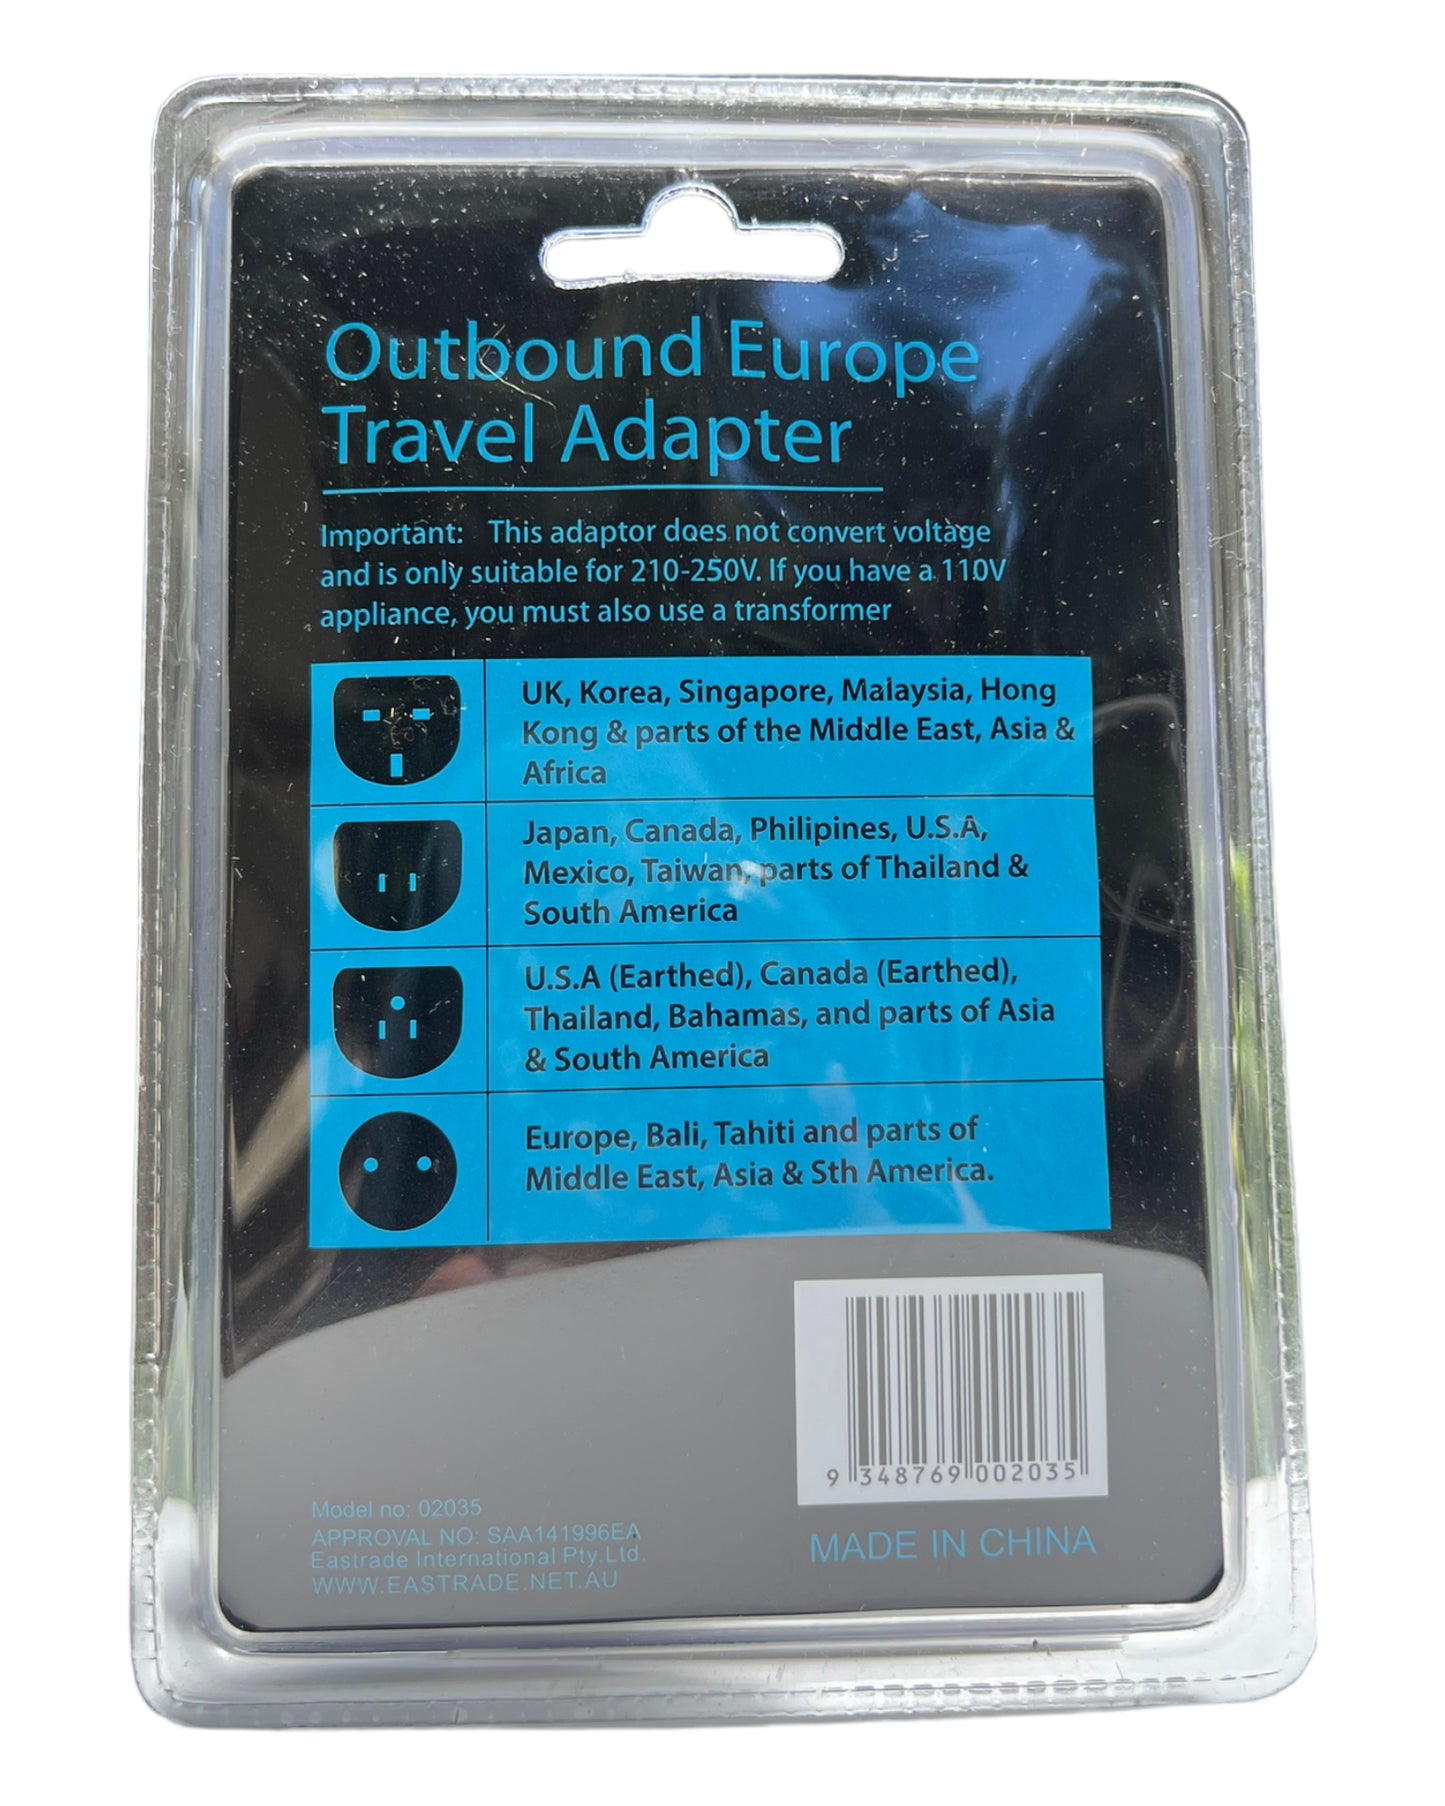 Outbound Europe
Travel Adapter
Important: This adaptor does not convert voltage
and is only suitable for 210-250V. If you have a 110V
appliance, you must also use a transformer
UK, Korea, Singapore, Malaysia, Hong
Kong & parts of the Middle East, Asia &
Africa
Japan, Canada, Philipines, U.S.A,
Mexico, Taiwan, parts of Thailand &
South America
U.S.A (Earthed), Canada (Earthed),
Thailand, Bahamas, and parts of Asia
& South America
Europe, Bali, Tahiti and parts of
Middle East, Asia & Sth America.
9 348769 002035
Model no: 02035
APPROVAL NO: SAA141996EA
Eastrade International Pty.Ltd.
WWW.EASTRADE.NET.AU
MADE IN CHINA